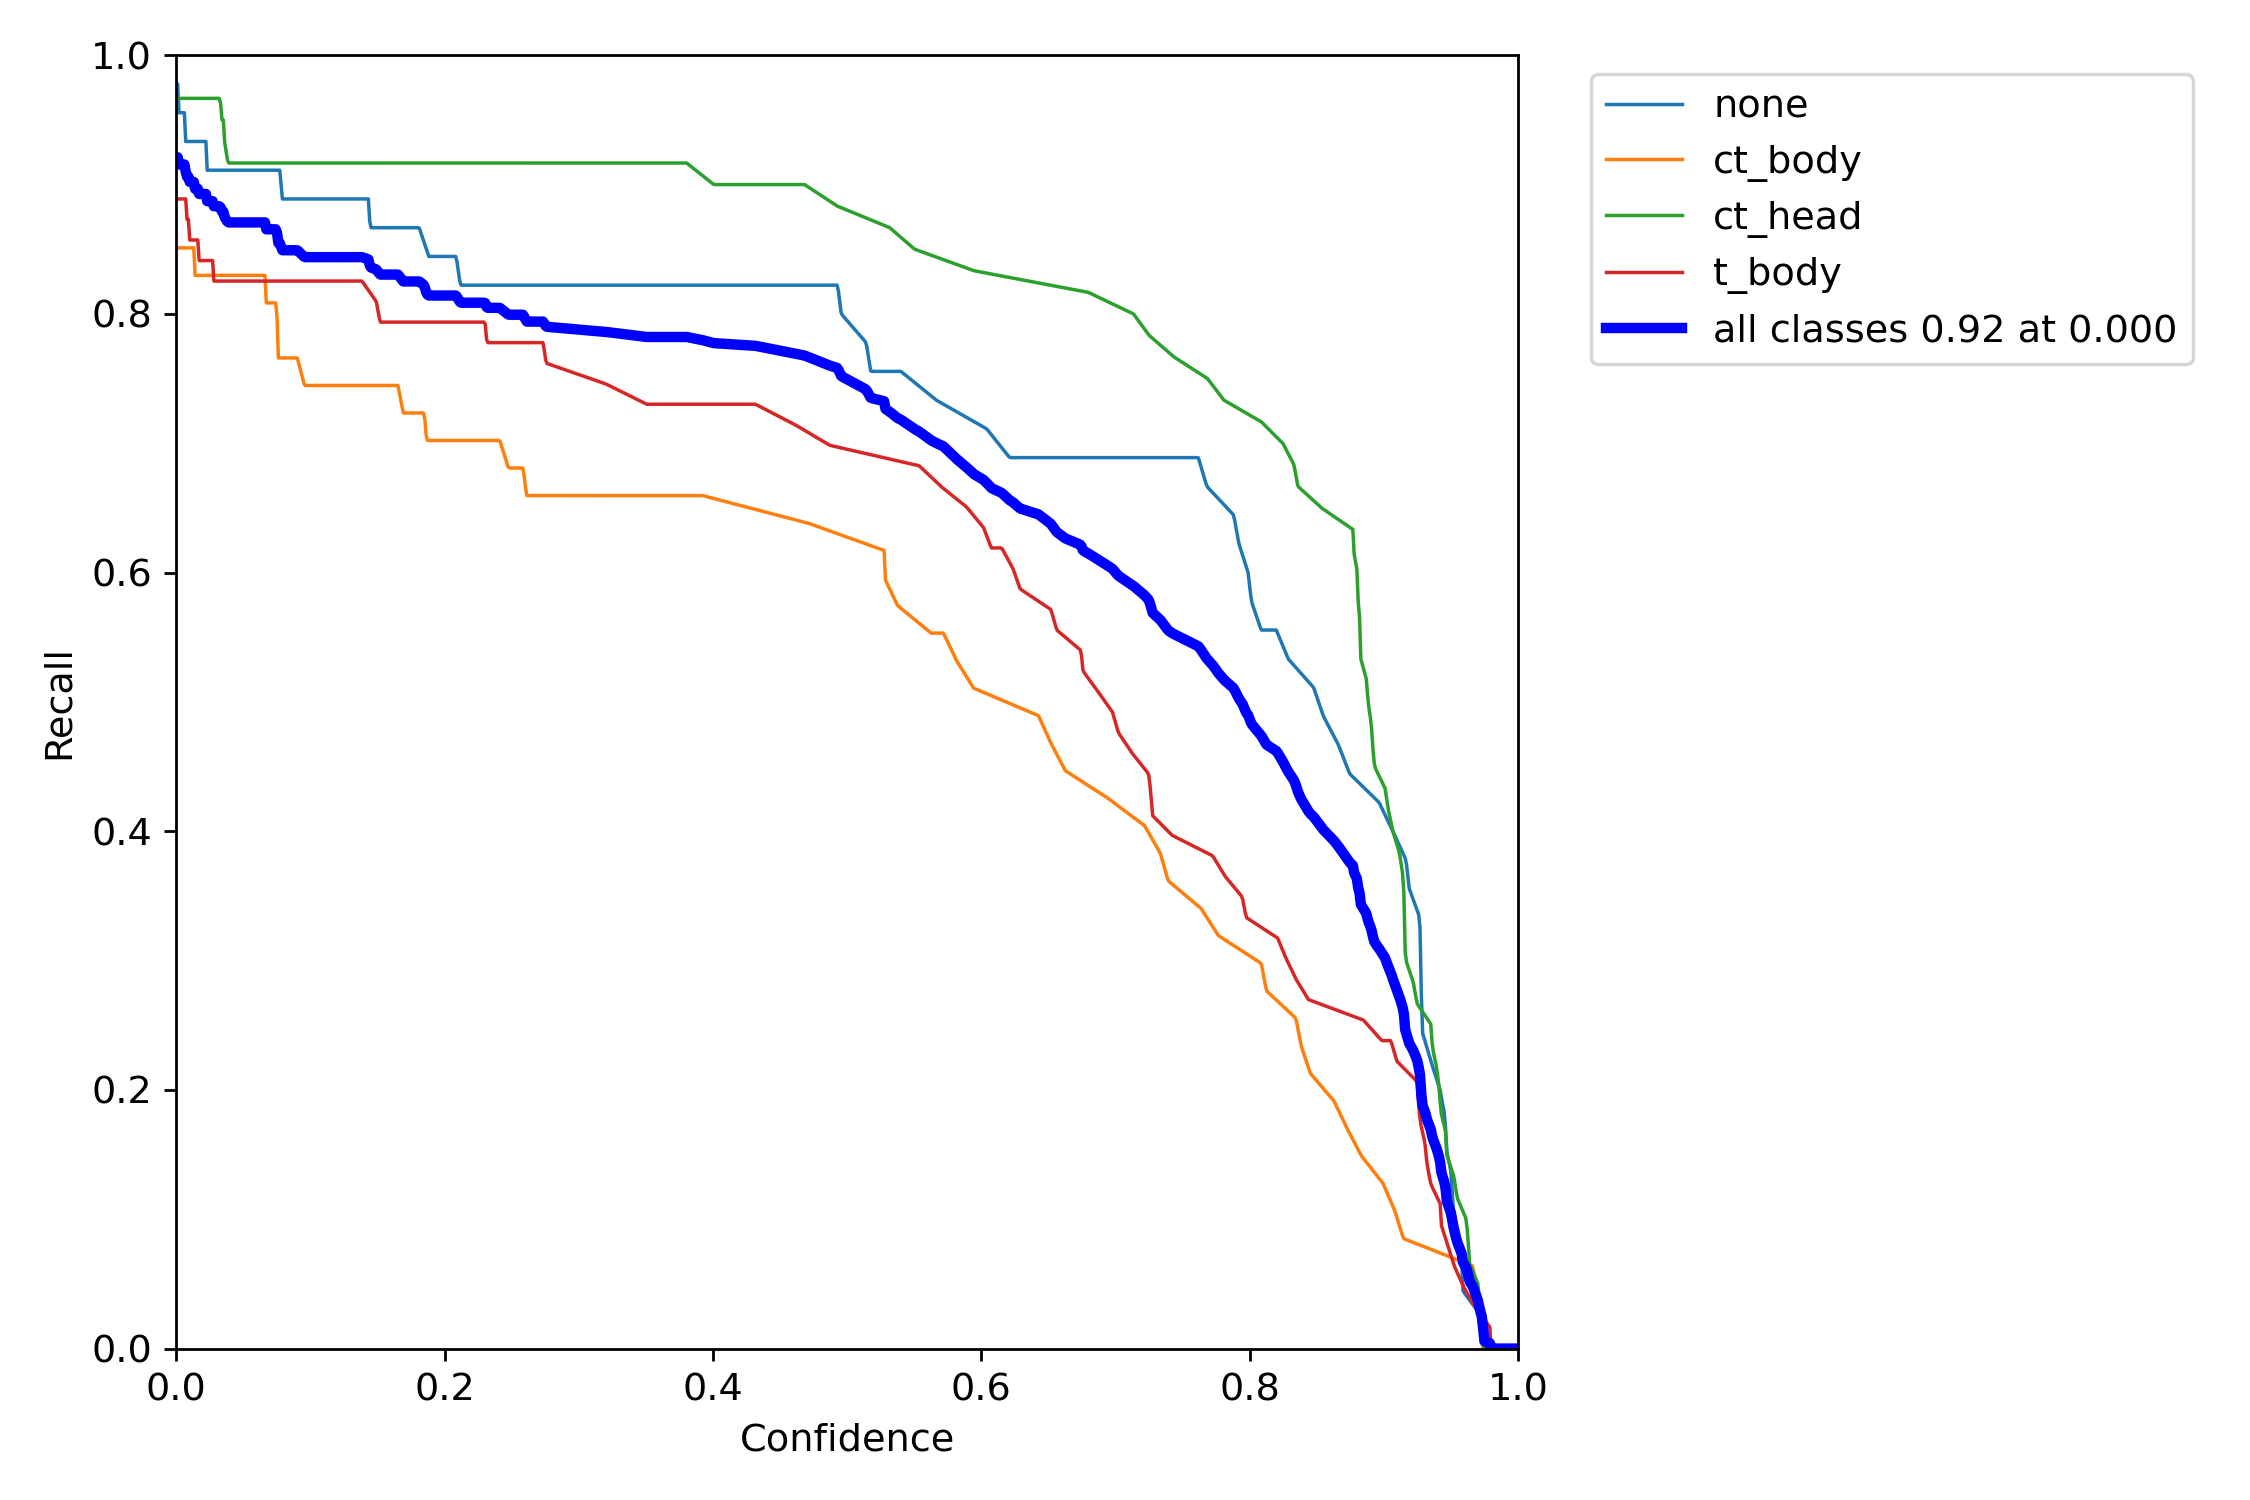 1.0
0.8
0.6
0.4
0.2
0.0
Recall
0.0 0.2 0.4 0.6 0.8 1.0
Confidence
none
ct_body
ct_head
t_body
all classes 0.92 at 0.000